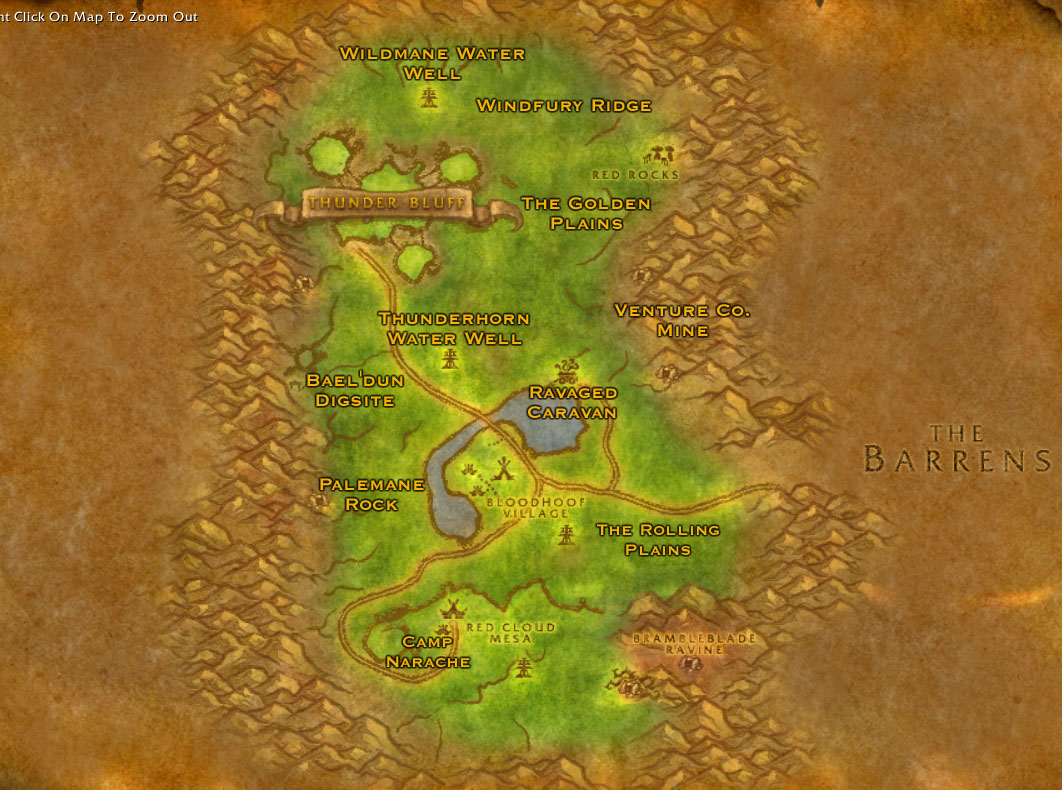 nt Click On Map To Zoom Out
Wildmane Water
Well
Windfury Ridge
Red Rocks
Thunder Bluff
The Golden
Plains
Venture Co.
Mine
Thunderhorn
Water Well
Bael'dun
Digsite
Ravaged
Caravan
The
Barrens
Palemane
Rock
Bloodhoof
Village
The Rolling
Plains
Red Cloud
Mesa
Brambleblade
Ravine
Camp
Narache